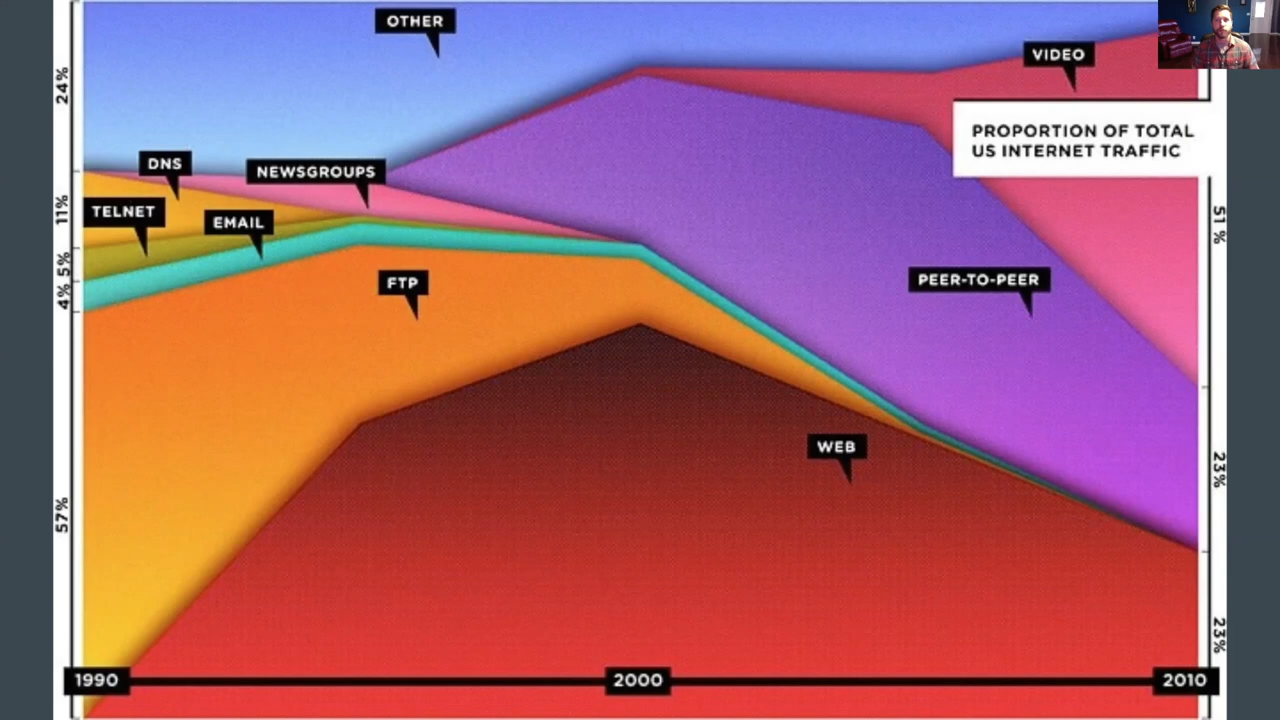 OTHER
VIDEO
PROPORTION OF TOTAL
US INTERNET TRAFFIC
24%
DNS
NEWSGROUPS
TELNET
EMAIL
11%
51%
5%
4%
FTP
PEER-TO-PEER
WEB
23%
57%
23%
1990
2000
2010